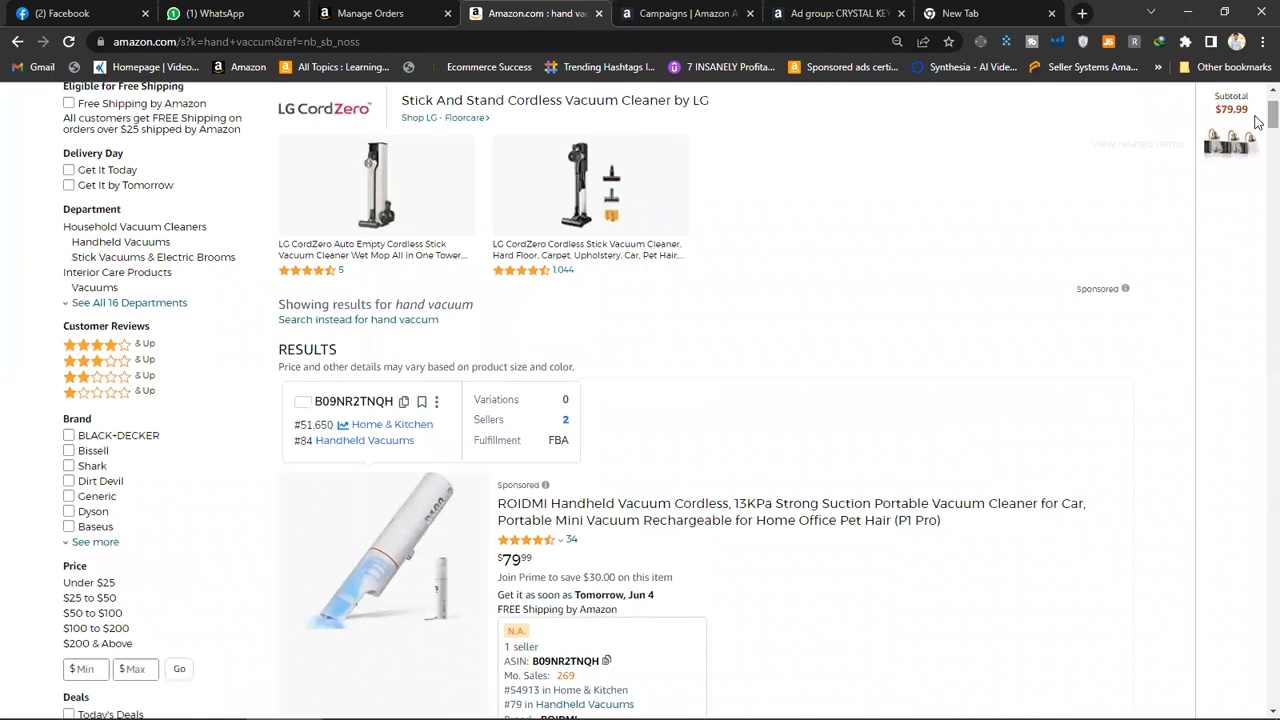 (2) Facebook
(1) WhatsApp
Manage Orders
Amazon.com : hand va
Campaigns | Amazon A
Ad group: CRYSTAL KE
New Tab
amazon.com/s?k=hand+vaccum&ref=nb_sb_noss
Gmail
Homepage | Video...
Amazon
All Topics : Learning...
Ecommerce Success
Trending Hashtags I...
7 INSANELY Profita...
Sponsored ads certi...
Synthesia - AI Vide...
Seller Systems Ama...
»
Other bookmarks
Eligible for Free Shipping
Free Shipping by Amazon
All customers get FREE Shipping on
orders over $25 shipped by Amazon
Delivery Day
Get It Today
Get It by Tomorrow
Department
Household Vacuum Cleaners
Handheld Vacuums
Stick Vacuums & Electric Brooms
Interior Care Products
Vacuums
See All 16 Departments
Customer Reviews
& Up
& Up
& Up
& Up
Brand
BLACK+DECKER
Bissell
Shark
Dirt Devil
Generic
Dyson
Baseus
See more
Price
Under $25
$25 to $50
$50 to $100
$100 to $200
$200 & Above
$ Min $ Max Go
Deals
Today's Deals
LG CordZero™
Stick And Stand Cordless Vacuum Cleaner by LG
Shop LG - Floorcare›
View related items
LG CordZero Auto Empty Cordless Stick
Vacuum Cleaner Wet Mop All in One Tower,...
5
LG CordZero Cordless Stick Vacuum Cleaner,
Hard Floor, Carpet, Upholstery, Car, Pet Hair,...
1,044
Sponsored
Showing results for hand vacuum
Search instead for hand vaccum
RESULTS
Price and other details may vary based on product size and color.
B09NR2TNQH
#51,650 Home & Kitchen
#84 Handheld Vacuums
Variations 0
Sellers 2
Fulfillment FBA
Sponsored
ROIDMI Handheld Vacuum Cordless, 13KPa Strong Suction Portable Vacuum Cleaner for Car,
Portable Mini Vacuum Rechargeable for Home Office Pet Hair (P1 Pro)
34
$79.99
Join Prime to save $30.00 on this item
Get it as soon as Tomorrow, Jun 4
FREE Shipping by Amazon
N.A.
1 seller
ASIN: B09NR2TNQH
Mo. Sales: 269
#54913 in Home & Kitchen
#79 in Handheld Vacuums
Brand: ROIDMI
Subtotal
$79.99